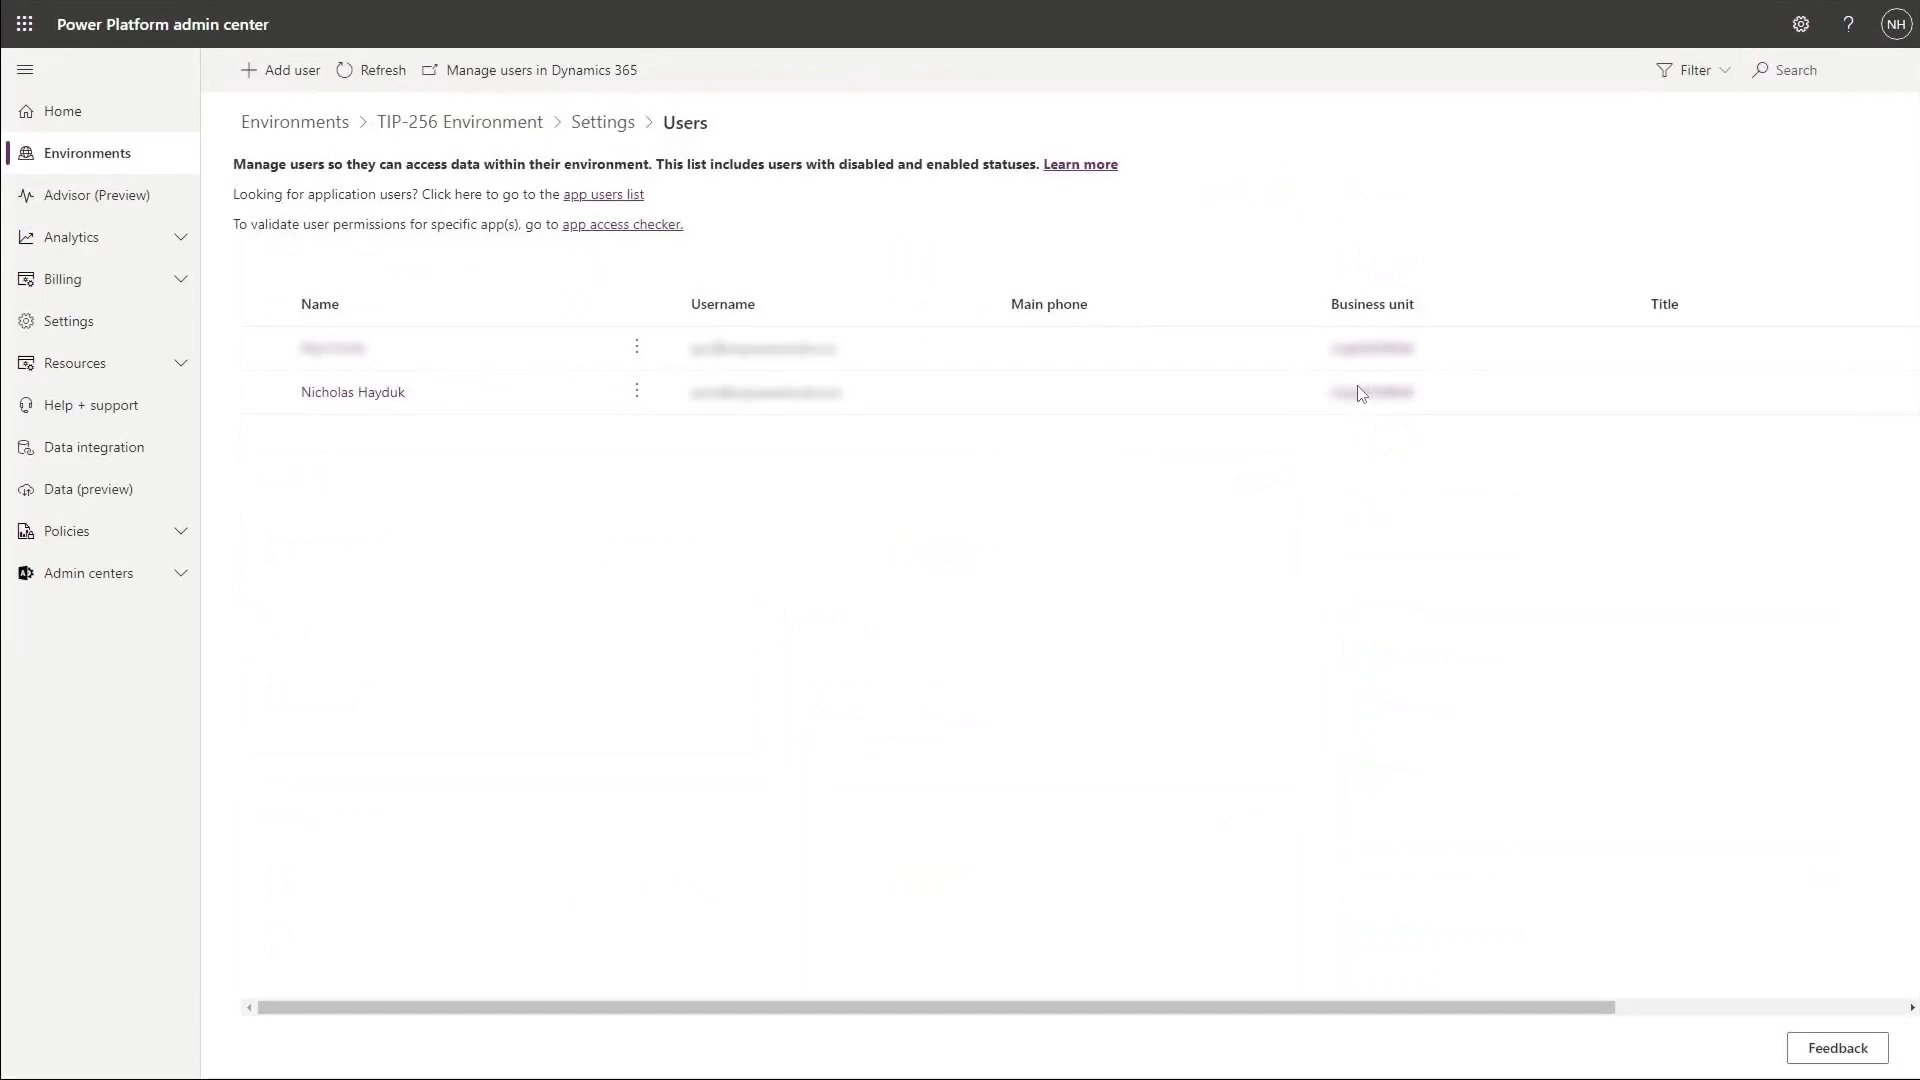 Power Platform admin center
?
NH
Add user
Refresh
Manage users in Dynamics 365
Filter
Search
Home
Environments
Advisor (Preview)
Analytics
Billing
Settings
Resources
Help + support
Data integration
Data (preview)
Policies
Admin centers
Environments > TIP-256 Environment > Settings > Users
Manage users so they can access data within their environment. This list includes users with disabled and enabled statuses. Learn more
Looking for application users? Click here to go to the app users list
To validate user permissions for specific app(s), go to app access checker.
Name Username Main phone Business unit Title
Nicholas Hayduk
Feedback